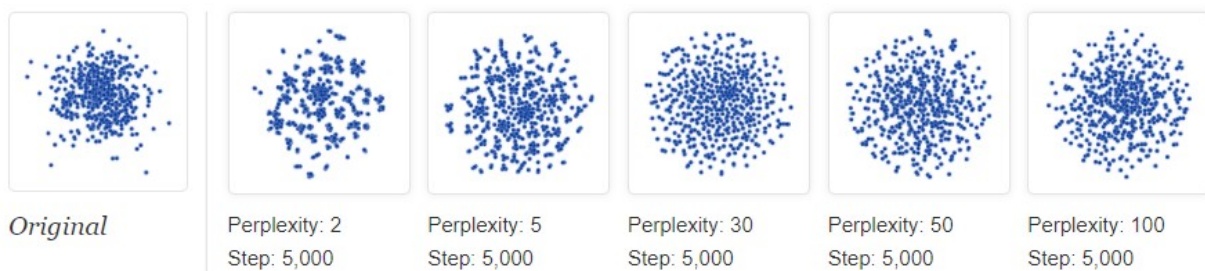 Original
Perplexity: 2
Step: 5,000
Perplexity: 5
Step: 5,000
Perplexity: 30
Step: 5,000
Perplexity: 50
Step: 5,000
Perplexity: 100
Step: 5,000